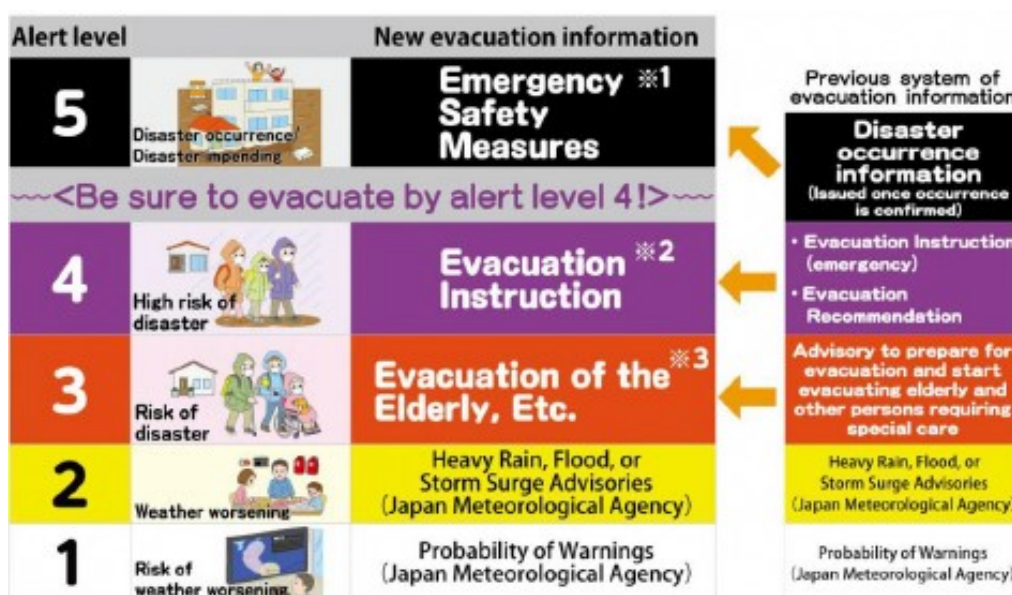 Alert level
New evacuation information
5
Disaster occurrence/
Disaster impending
Emergency ※1
Safety
Measures
<Be sure to evacuate by alert level 4!>
4
High risk of
disaster
Evacuation ※2
Instruction
3
Risk of
disaster
Evacuation of the ※3
Elderly, Etc.
2
Weather worsening
Heavy Rain, Flood, or
Storm Surge Advisories
(Japan Meteorological Agency)
1
Risk of
weather worsening
Probability of Warnings
(Japan Meteorological Agency)
Previous system of
evacuation information
Disaster
occurrence
information
(Issued once occurrence
is confirmed)
・Evacuation Instruction
(emergency)
・Evacuation
Recommendation
Advisory to prepare for
evacuation and start
evacuating elderly and
other persons requiring
special care
Heavy Rain, Flood, or
Storm Surge Advisories
(Japan Meteorological Agency)
Probability of Warnings
(Japan Meteorological Agency)